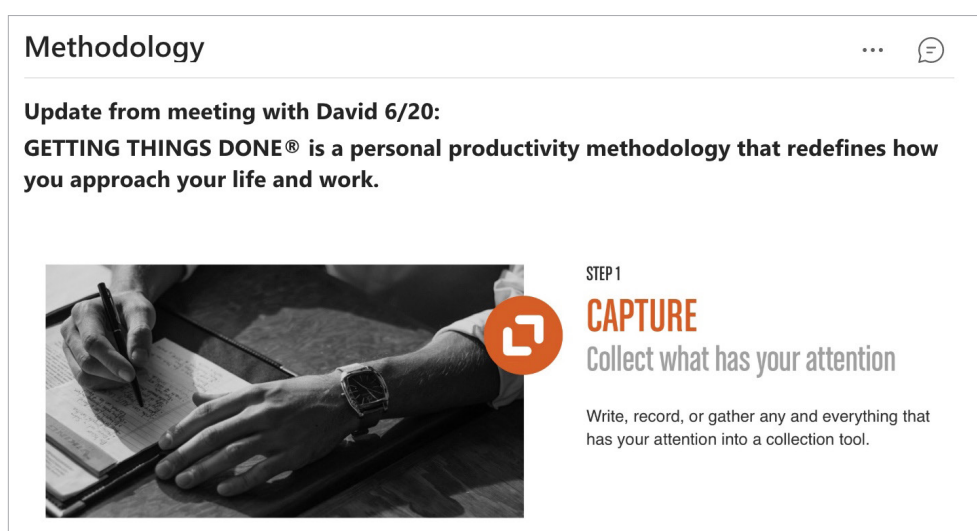 Methodology
Update from meeting with David 6/20:
GETTING THINGS DONE® is a personal productivity methodology that redefines how
you approach your life and work.
STEP 1
CAPTURE
Collect what has your attention
Write, record, or gather any and everything that
has your attention into a collection tool.